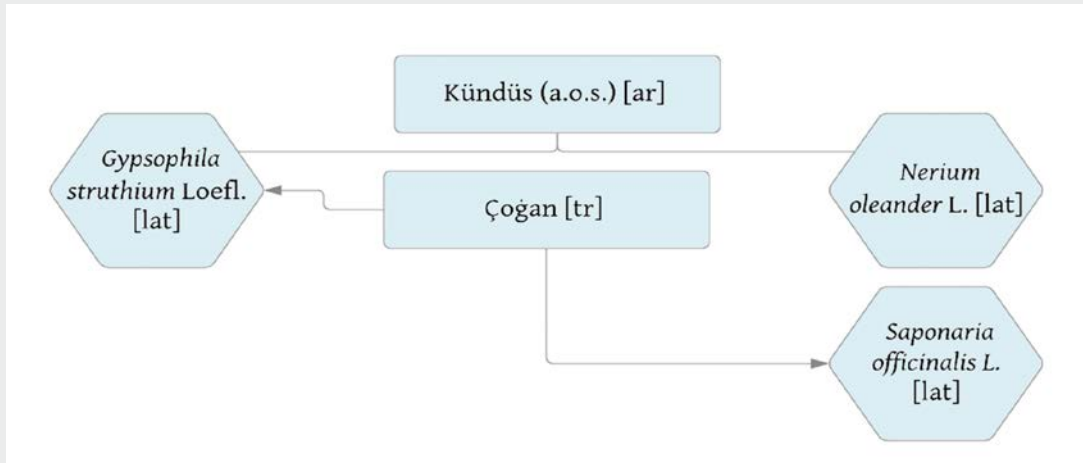 Kündüs (a.o.s.) [ar]
Gypsophila
struthium Loefl.
[lat]
Çoġan [tr]
Nerium
oleander L. [lat]
Saponaria
officinalis L.
[lat]